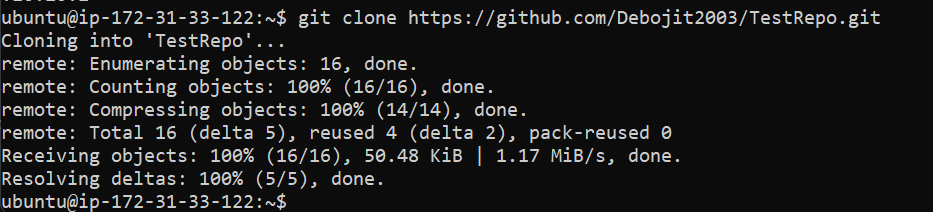 ubuntu@ip-172-31-33-122:~$ git clone https://github.com/Debojit2003/TestRepo.git
Cloning into 'TestRepo'...
remote: Enumerating objects: 16, done.
remote: Counting objects: 100% (16/16), done.
remote: Compressing objects: 100% (14/14), done.
remote: Total 16 (delta 5), reused 4 (delta 2), pack-reused 0
Receiving objects: 100% (16/16), 50.48 KiB | 1.17 MiB/s, done.
Resolving deltas: 100% (5/5), done.
ubuntu@ip-172-31-33-122:~$